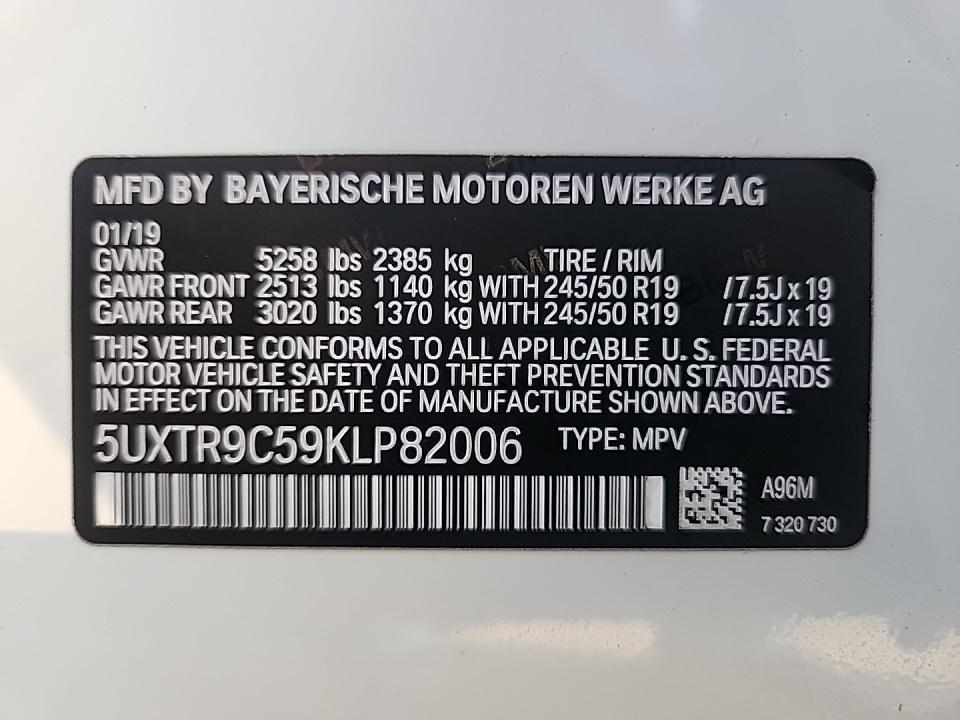 MFD BY BAYERISCHE MOTOREN WERKE AG
01/19
GVWR 5258 lbs 2385 kg TIRE / RIM
GAWR FRONT 2513 lbs 1140 kg WITH 245/50 R19 / 7.5J x 19
GAWR REAR 3020 lbs 1370 kg WITH 245/50 R19 / 7.5J x 19
THIS VEHICLE CONFORMS TO ALL APPLICABLE U. S. FEDERAL
MOTOR VEHICLE SAFETY AND THEFT PREVENTION STANDARDS
IN EFFECT ON THE DATE OF MANUFACTURE SHOWN ABOVE.
5UXTR9C59KLP82006 TYPE: MPV
A96M
7 320 730